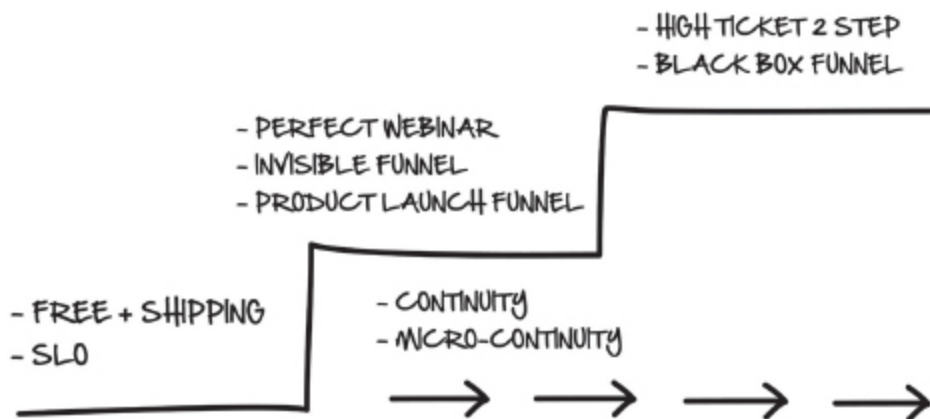 - HIGH TICKET 2 STEP
- BLACK BOX FUNNEL
- PERFECT WEBINAR
- INVISIBLE FUNNEL
- PRODUCT LAUNCH FUNNEL
- FREE + SHIPPING
- SLO
- CONTINUITY
- MICRO-CONTINUITY